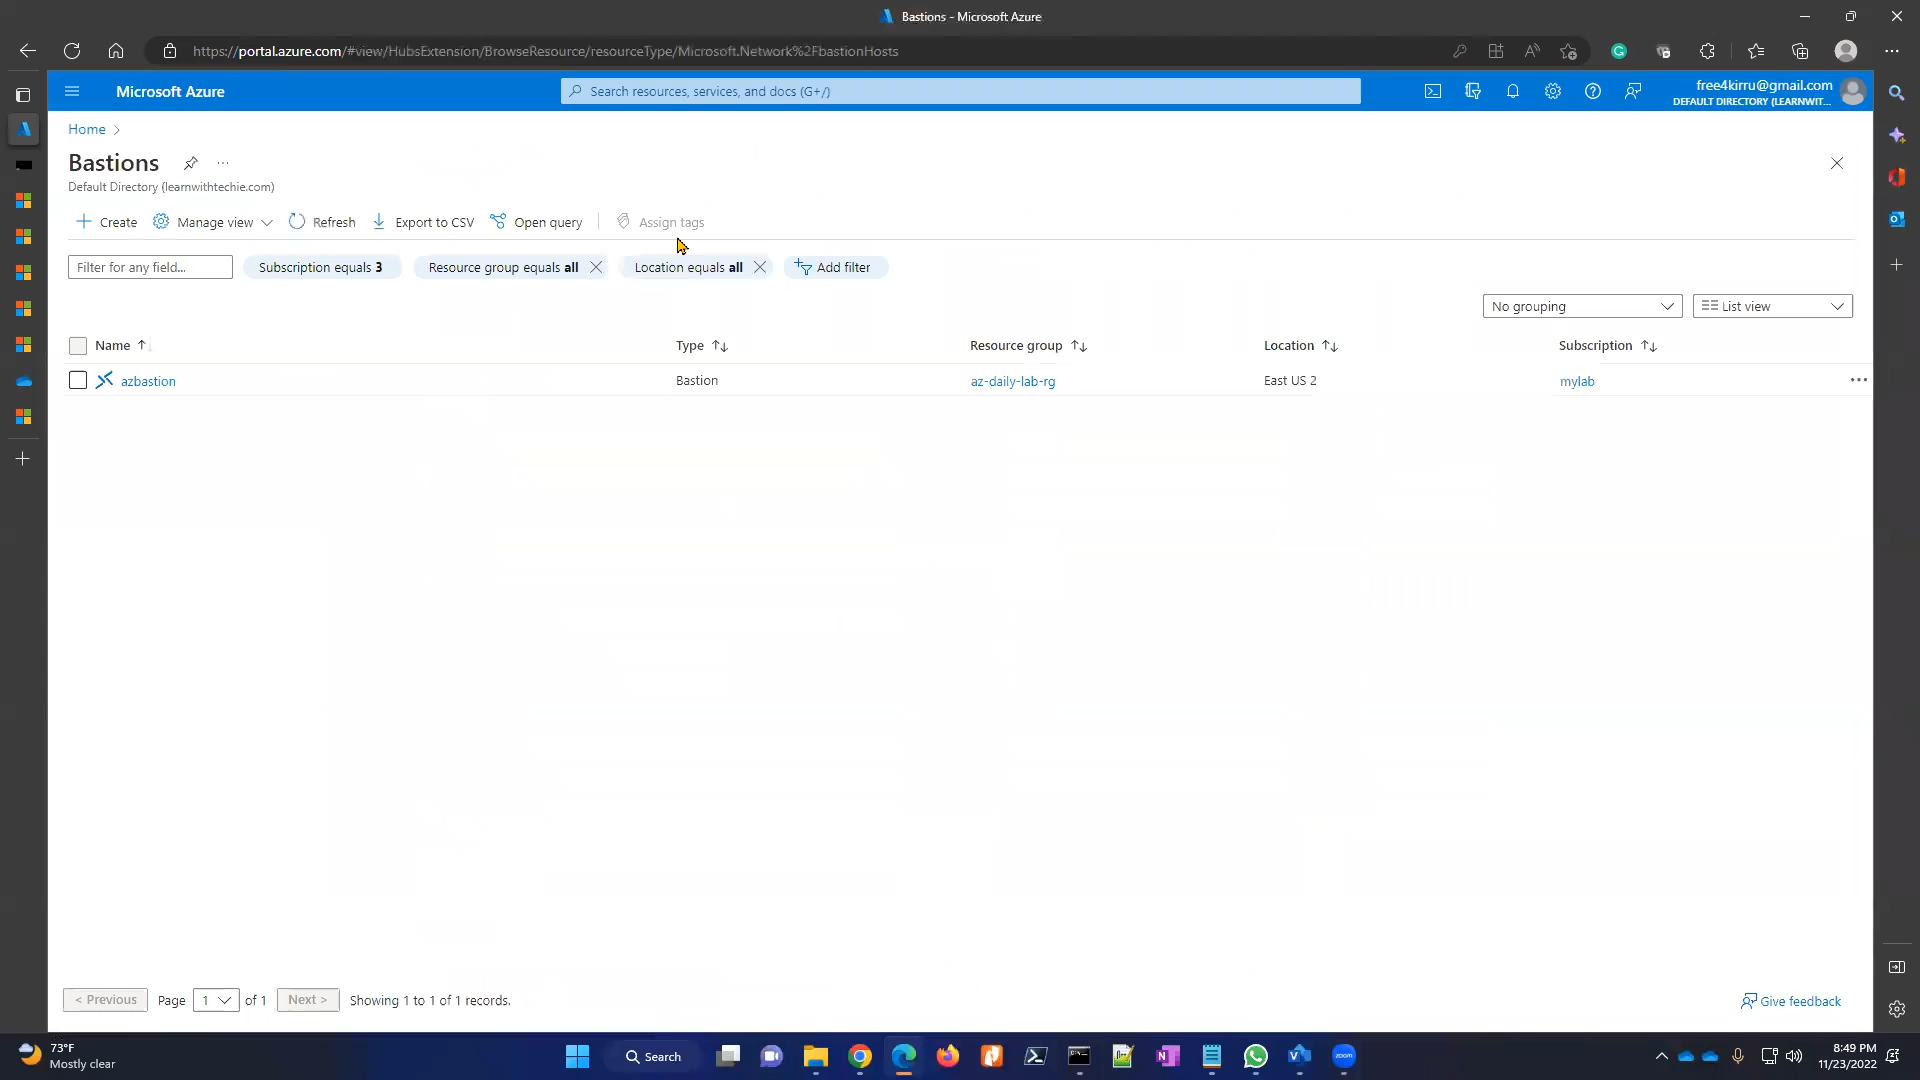 Bastions - Microsoft Azure
https://portal.azure.com/#view/HubsExtension/BrowseResource/resourceType/Microsoft.Network%2FbastionHosts
Microsoft Azure
Search resources, services, and docs (G+/)
free4kirru@gmail.com
DEFAULT DIRECTORY (LEARNWIT...
Home
Bastions
Default Directory (learnwithtechie.com)
Create Manage view Refresh Export to CSV Open query Assign tags
Filter for any field... Subscription equals 3 Resource group equals all Location equals all Add filter
No grouping List view
Name Type Resource group Location Subscription
azbastion Bastion az-daily-lab-rg East US 2 mylab
< Previous Page 1 of 1 Next > Showing 1 to 1 of 1 records.
Give feedback
73°F
Mostly clear
Search
zoom
8:49 PM
11/23/2022